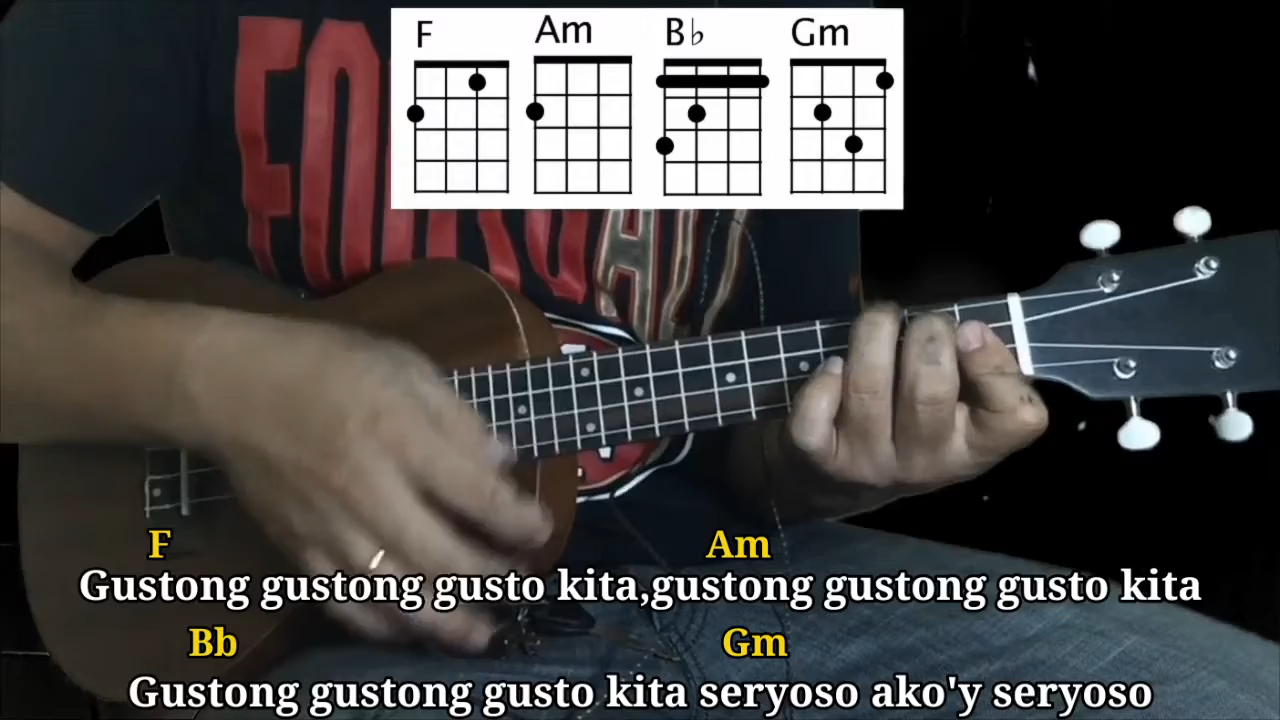 F Am B♭ Gm
F Am
Gustong gustong gusto kita,gustong gustong gusto kita
Bb Gm
Gustong gustong gusto kita seryoso ako'y seryoso